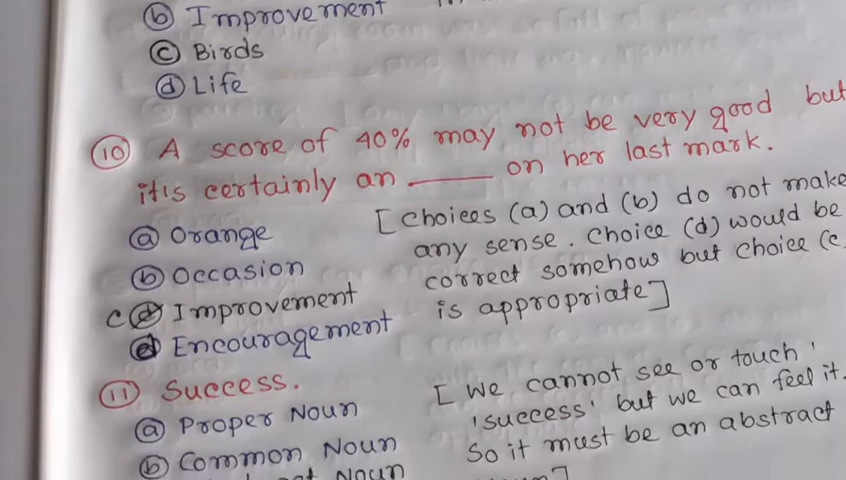 ⓑ Improvement
ⓒ Birds
ⓓ Life
⑩ A score of 40% may not be very good but
it is certainly an _____ on her last mark.
ⓐ Orange
ⓑ Occasion
c Improvement
ⓓ Encouragement
[Choices (a) and (b) do not make
any sense. Choice (d) would be
correct somehow but choice (c
is appropriate]
⑪ Success.
ⓐ Proper Noun
ⓑ Common Noun
Noun
[We cannot see or touch
'success' but we can feel it.
So it must be an abstract